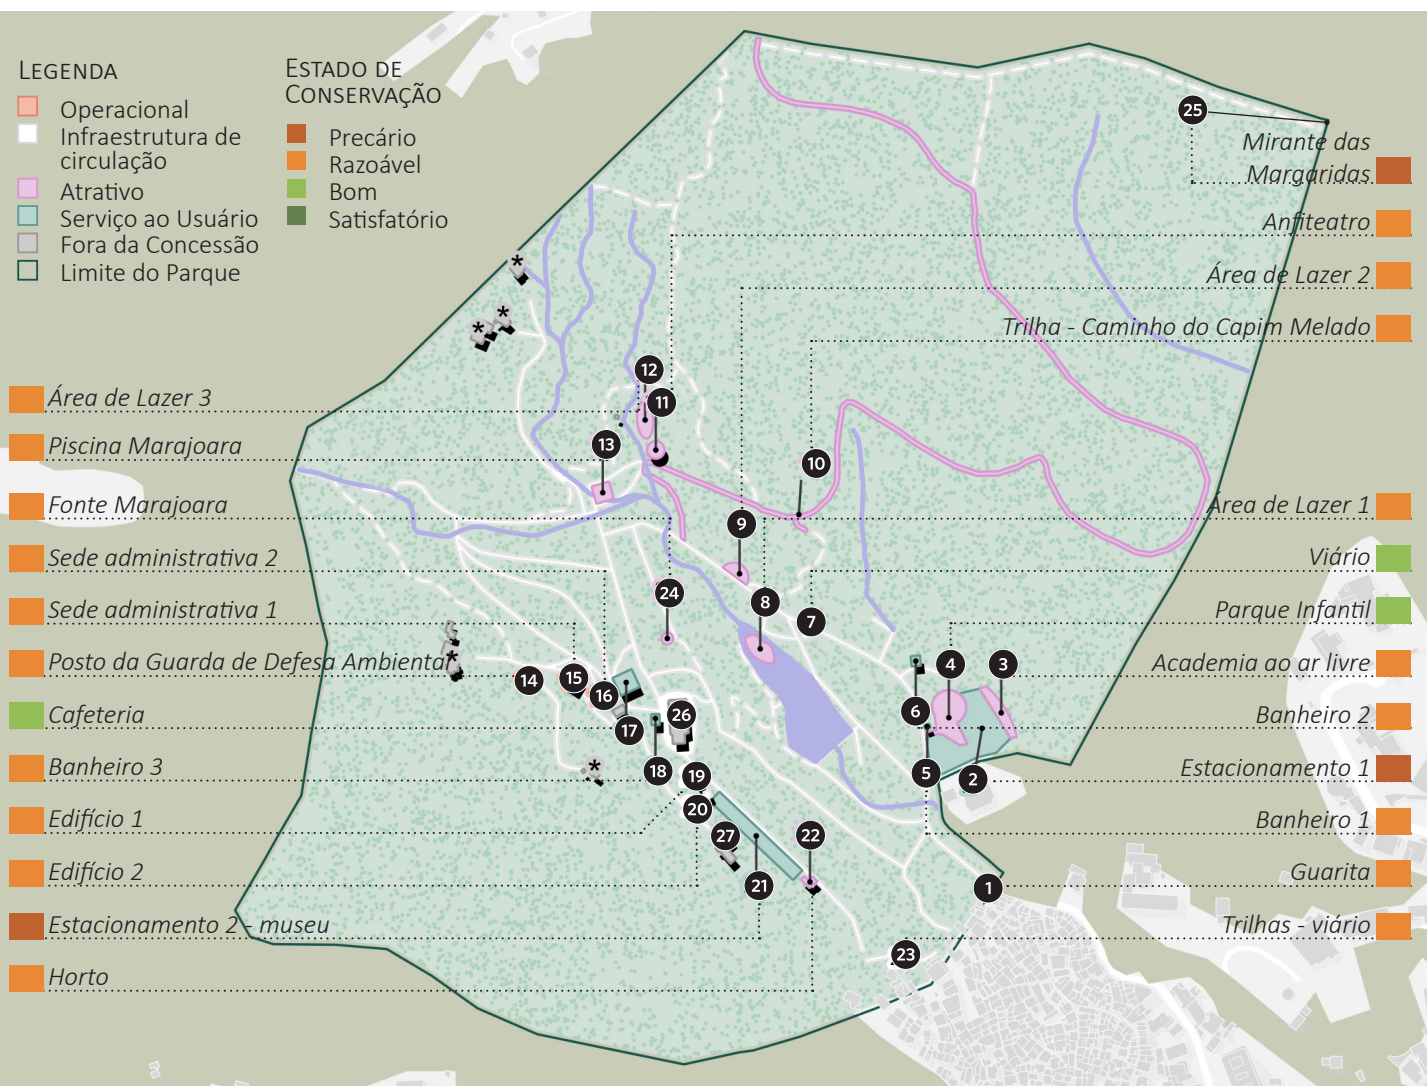 LEGENDA
Operacional
Infraestrutura de
circulação
Atrativo
Serviço ao Usuário
Fora da Concessão
Limite do Parque
ESTADO DE
CONSERVAÇÃO
Precário
Razoável
Bom
Satisfatório
25
Mirante das
Margaridas
Anfiteatro
Área de Lazer 2
Trilha - Caminho do Capim Melado
Área de Lazer 1
Viário
Parque Infantil
Academia ao ar livre
Banheiro 2
Estacionamento 1
Banheiro 1
Guarita
Trilhas - viário
Área de Lazer 3
Piscina Marajoara
Fonte Marajoara
Sede administrativa 2
Sede administrativa 1
Posto da Guarda de Defesa Ambiental
Cafeteria
Banheiro 3
Edifício 1
Edifício 2
Estacionamento 2 - museu
Horto
*
*
*
12
11
13
10
9
24
8
7
*
14
15
16
17
26
6
4
3
*
18
19
20
5
2
27
22
21
1
23